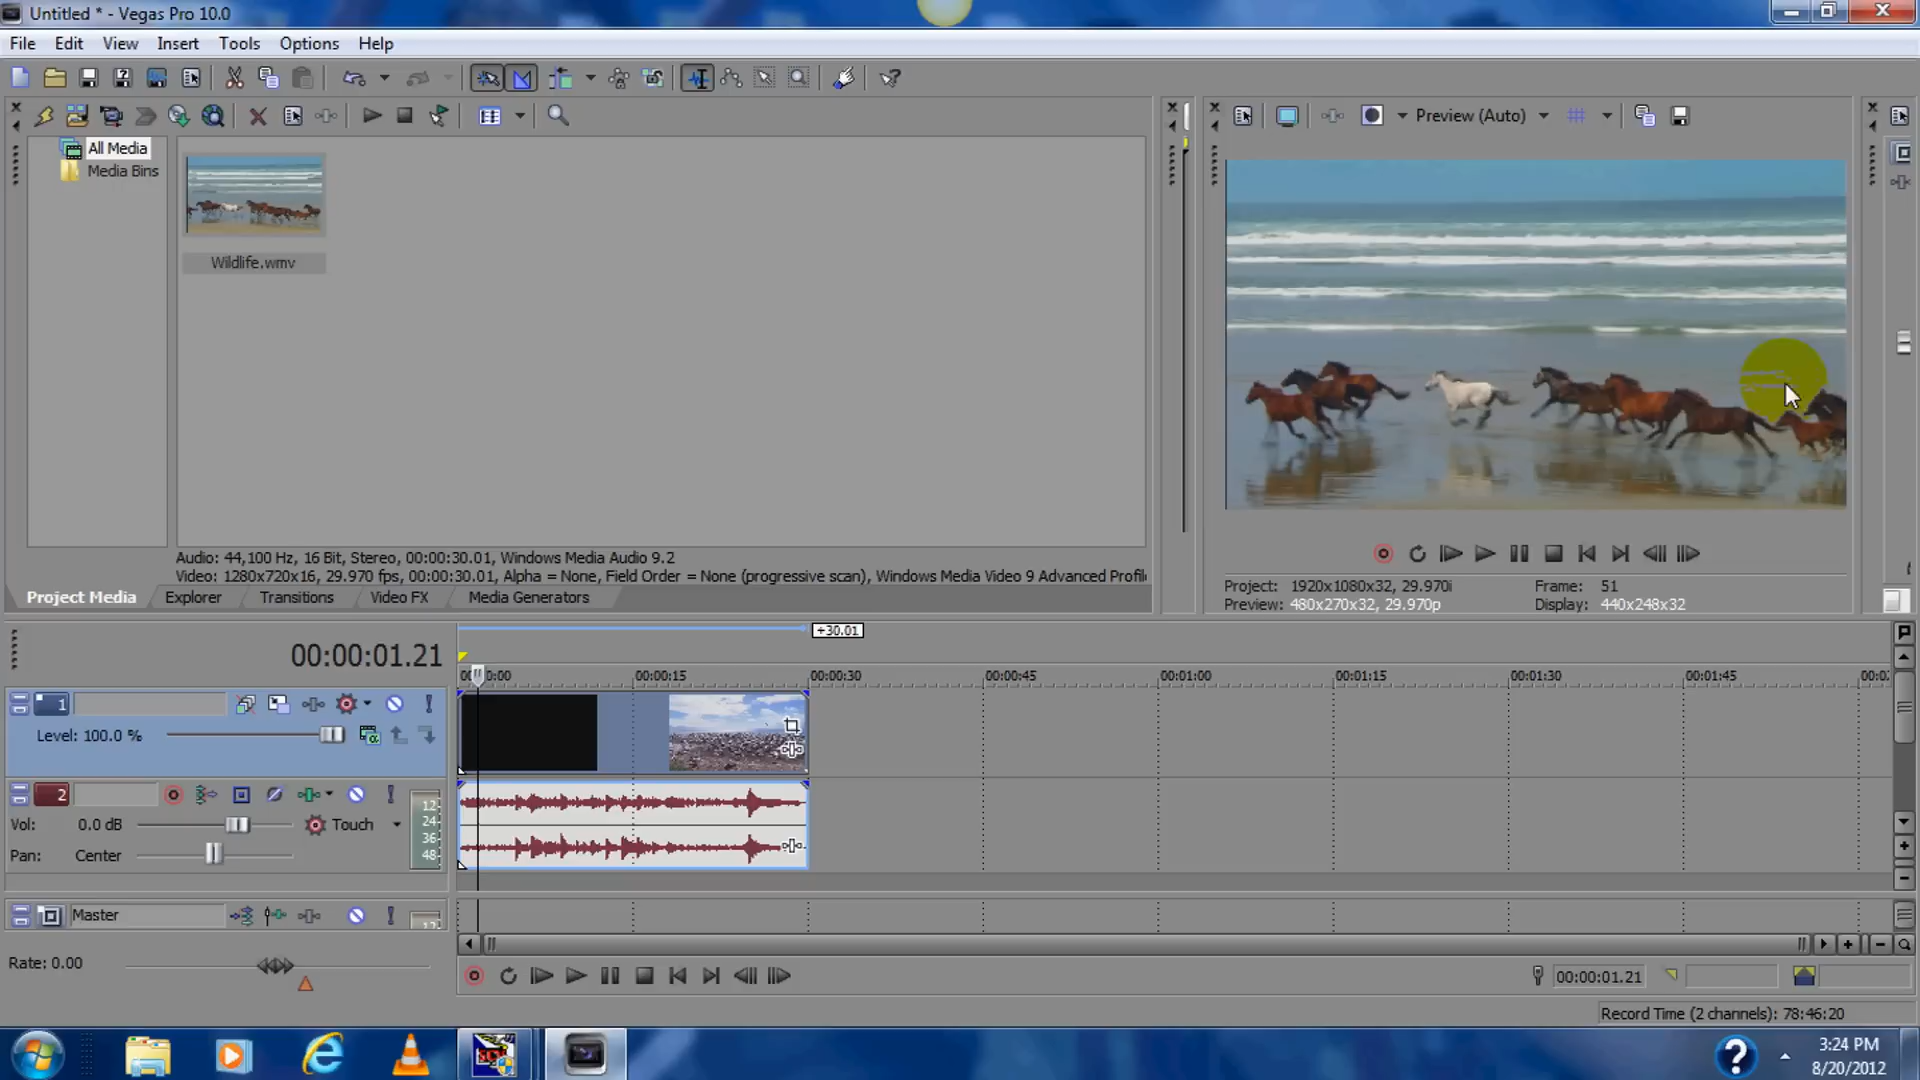 Untitled * - Vegas Pro 10.0
File Edit View Insert Tools Options Help
Preview (Auto)
All Media
Media Bins
Wildlife.wmv
Audio: 44,100 Hz, 16 Bit, Stereo, 00:00:30.01, Windows Media Audio 9.2
Video: 1280x720x16, 29.970 fps, 00:00:30.01, Alpha = None, Field Order = None (progressive scan), Windows Media Video 9 Advanced Profil
Project Media Explorer Transitions Video FX Media Generators
Project: 1920x1080x32, 29.970i Frame: 51
Preview: 480x270x32, 29.970p Display: 440x248x32
+30.01
00:00:01.21
0:00 00:00:15 00:00:30 00:00:45 00:01:00 00:01:15 00:01:30 00:01:45 00:0
1
Level: 100.0 %
2
12
24
36
48
Vol: 0.0 dB Touch
Pan: Center
Master
Rate: 0.00
00:00:01.21
Record Time (2 channels): 78:46:20
3:24 PM
8/20/2012